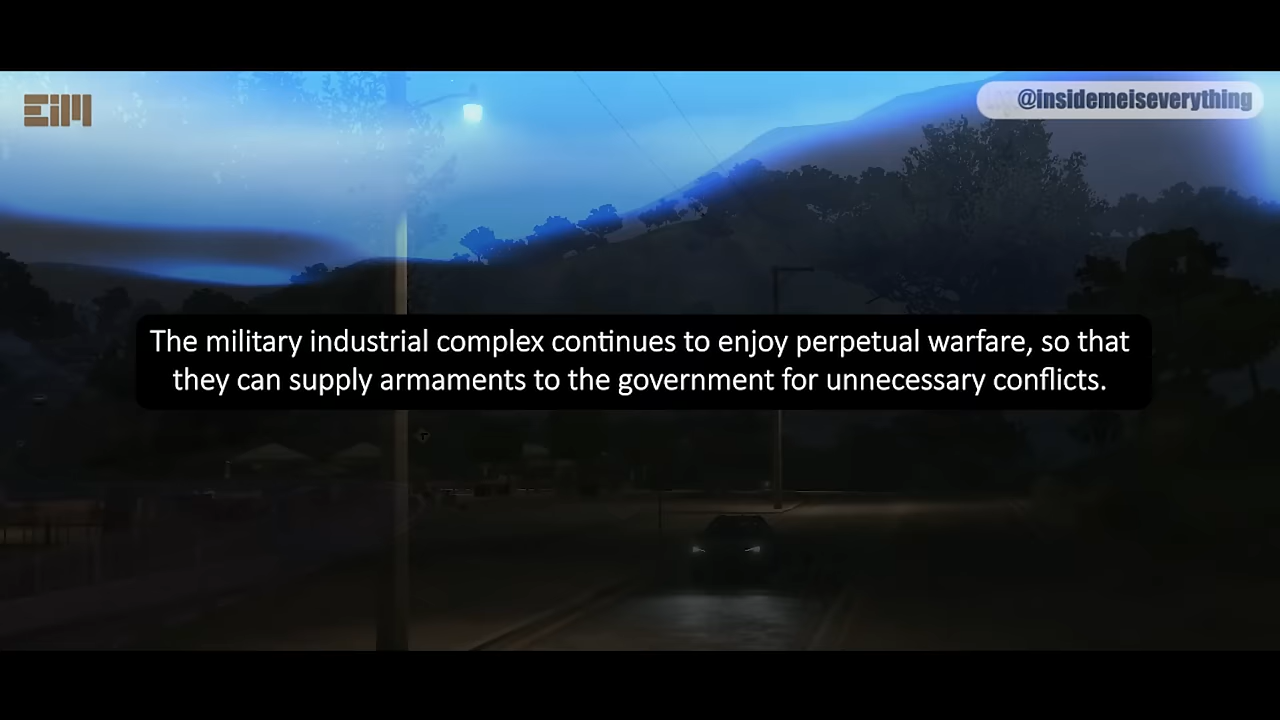 EiM
@insidemeiseverything
The military industrial complex continues to enjoy perpetual warfare, so that
they can supply armaments to the government for unnecessary conflicts.